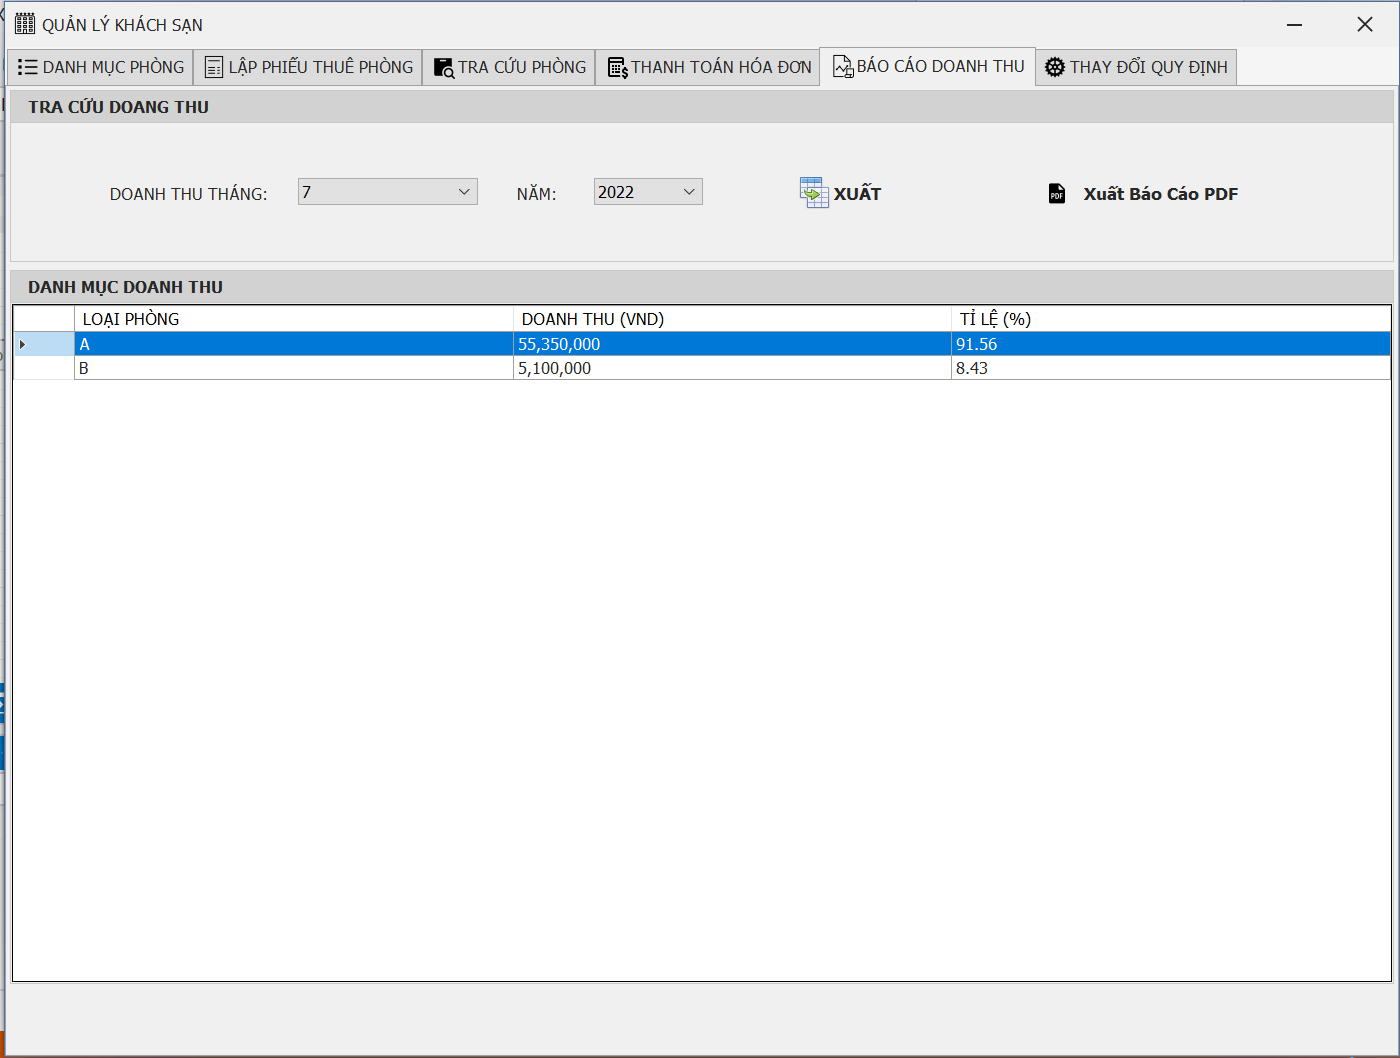 QUẢN LÝ KHÁCH SẠN
DANH MỤC PHÒNG LẬP PHIẾU THUÊ PHÒNG TRA CỨU PHÒNG THANH TOÁN HÓA ĐƠN BÁO CÁO DOANH THU THAY ĐỔI QUY ĐỊNH
TRA CỨU DOANG THU
DOANH THU THÁNG: 7 NĂM: 2022 XUẤT PDF Xuất Báo Cáo PDF
DANH MỤC DOANH THU
LOẠI PHÒNG DOANH THU (VND) TỈ LỆ (%)
A 55,350,000 91.56
B 5,100,000 8.43